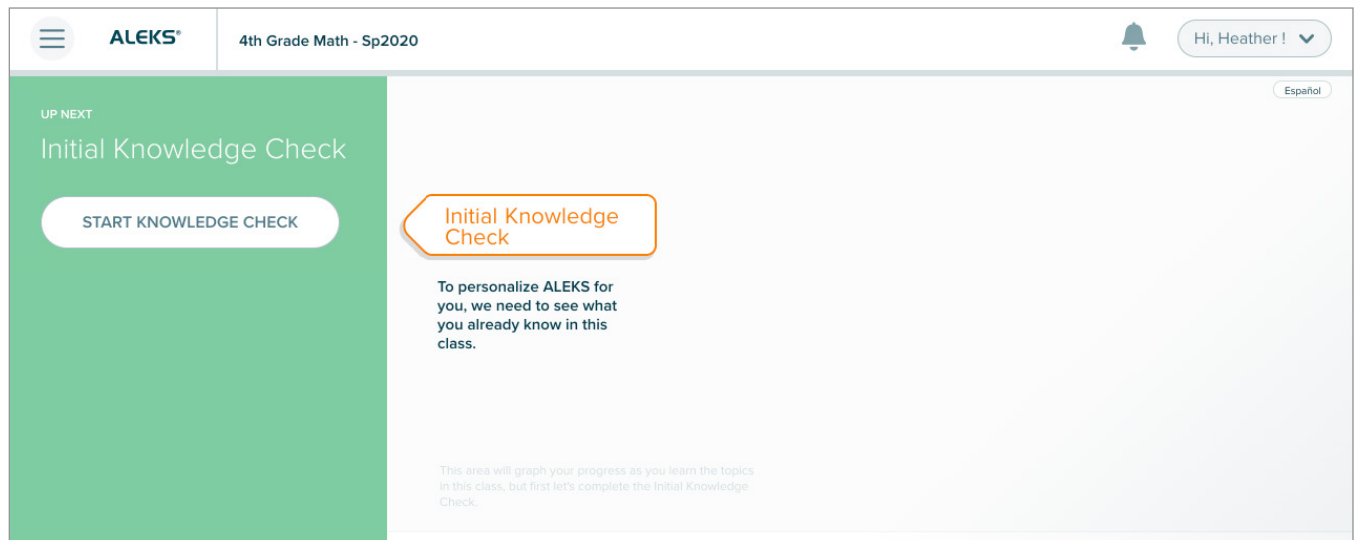 ALEKS®
4th Grade Math - Sp2020
Hi, Heather !
Español
UP NEXT
Initial Knowledge Check
START KNOWLEDGE CHECK
Initial Knowledge
Check
To personalize ALEKS for
you, we need to see what
you already know in this
class.
This area will graph your progress as you learn the topics
in this class, but first let's complete the Initial Knowledge
Check.